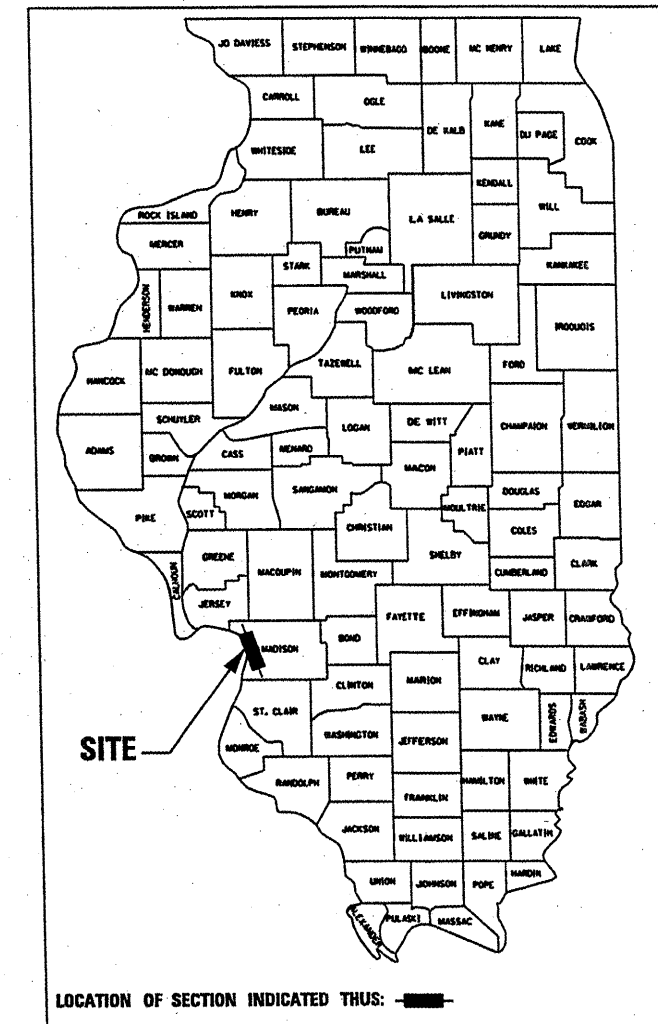 JO DAVIESS STEPHENSON WINNEBAGO BOONE MC HENRY LAKE
CARROLL OGLE DE KALB KANE DU PAGE COOK
WHITESIDE LEE KENDALL WILL
ROCK ISLAND HENRY BUREAU LA SALLE GRUNDY
MERCER PUTNAM KANKAKEE
HENDERSON WARREN KNOX STARK MARSHALL LIVINGSTON
PEORIA WOODFORD IROQUOIS
HANCOCK MC DONOUGH FULTON TAZEWELL MC LEAN FORD
SCHUYLER MASON LOGAN DE WITT CHAMPAIGN VERMILION
ADAMS BROWN CASS MENARD MACON PIATT
PIKE SCOTT MORGAN SANGAMON CHRISTIAN MOULTRIE DOUGLAS EDGAR
COLES
CALHOUN GREENE MACOUPIN MONTGOMERY SHELBY CUMBERLAND CLARK
JERSEY FAYETTE EFFINGHAM JASPER CRAWFORD
MADISON BOND CLAY RICHLAND LAWRENCE
CLINTON MARION
SITE
ST. CLAIR WASHINGTON JEFFERSON WAYNE EDWARDS WABASH
MONROE
RANDOLPH PERRY HAMILTON WHITE
FRANKLIN
JACKSON WILLIAMSON SALINE GALLATIN
UNION JOHNSON POPE HARDIN
ALEXANDER PULASKI MASSAC
LOCATION OF SECTION INDICATED THUS: